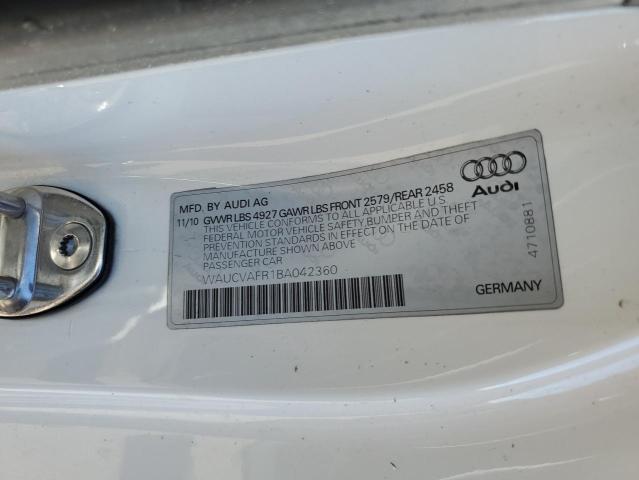 MFD. BY AUDI AG
11/10 GVWR LBS 4927 GAWR LBS FRONT 2579/REAR 2458
THIS VEHICLE CONFORMS TO ALL APPLICABLE U.S.
FEDERAL MOTOR VEHICLE SAFETY BUMPER AND THEFT
PREVENTION STANDARDS IN EFFECT ON THE DATE OF
MANUFACTURE SHOWN ABOVE
PASSENGER CAR
WAUCVAFR1BA042360
Audi
4710881
GERMANY